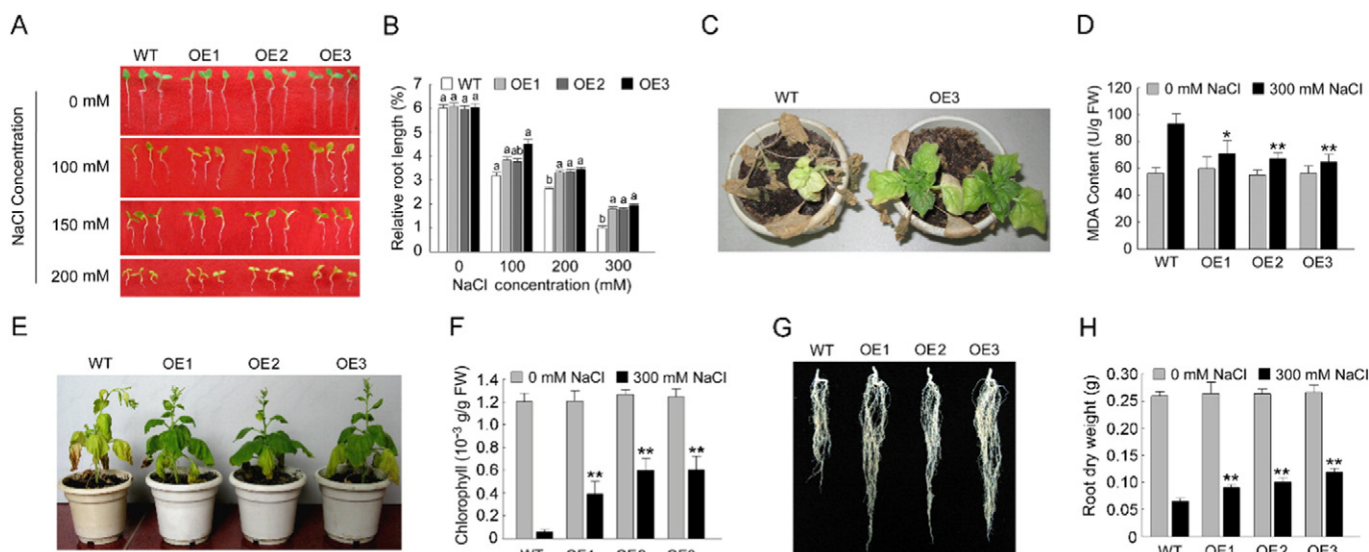 A
WT OE1 OE2 OE3
NaCl Concentration
0 mM
100 mM
150 mM
200 mM
B
WT OE1 OE2 OE3
Relative root length (%)
7
6
5
4
3
2
1
0
a a a a
a a ab a
b a a a
b a a a
0 100 200 300
NaCl concentration (mM)
C
WT OE3
D
0 mM NaCl 300 mM NaCl
MDA Content (U/g FW)
120
100
80
60
40
20
0
* ** **
WT OE1 OE2 OE3
E
WT OE1 OE2 OE3
F
0 mM NaCl 300 mM NaCl
Chlorophyll (10⁻³ g/g FW)
1.2
1.0
0.8
0.6
0.4
0.2
0
** ** **
WT OE1 OE2 OE3
G
WT OE1 OE2 OE3
H
0 mM NaCl 300 mM NaCl
Root dry weight (g)
0.30
0.25
0.20
0.15
0.10
0.05
0.00
** ** **
WT OE1 OE2 OE3